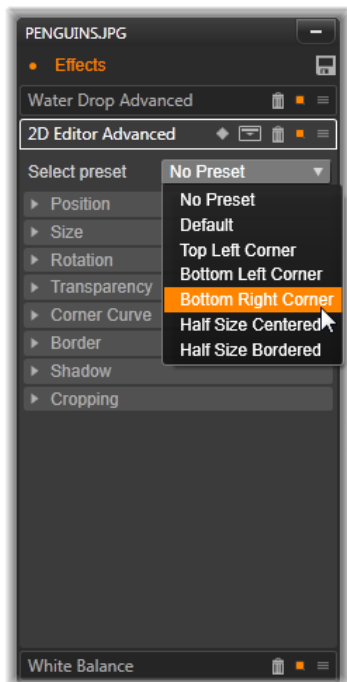 PENGUINS.JPG
Effects
Water Drop Advanced
2D Editor Advanced
Select preset No Preset
No Preset
Default
Top Left Corner
Bottom Left Corner
Bottom Right Corner
Half Size Centered
Half Size Bordered
Position
Size
Rotation
Transparency
Corner Curve
Border
Shadow
Cropping
White Balance